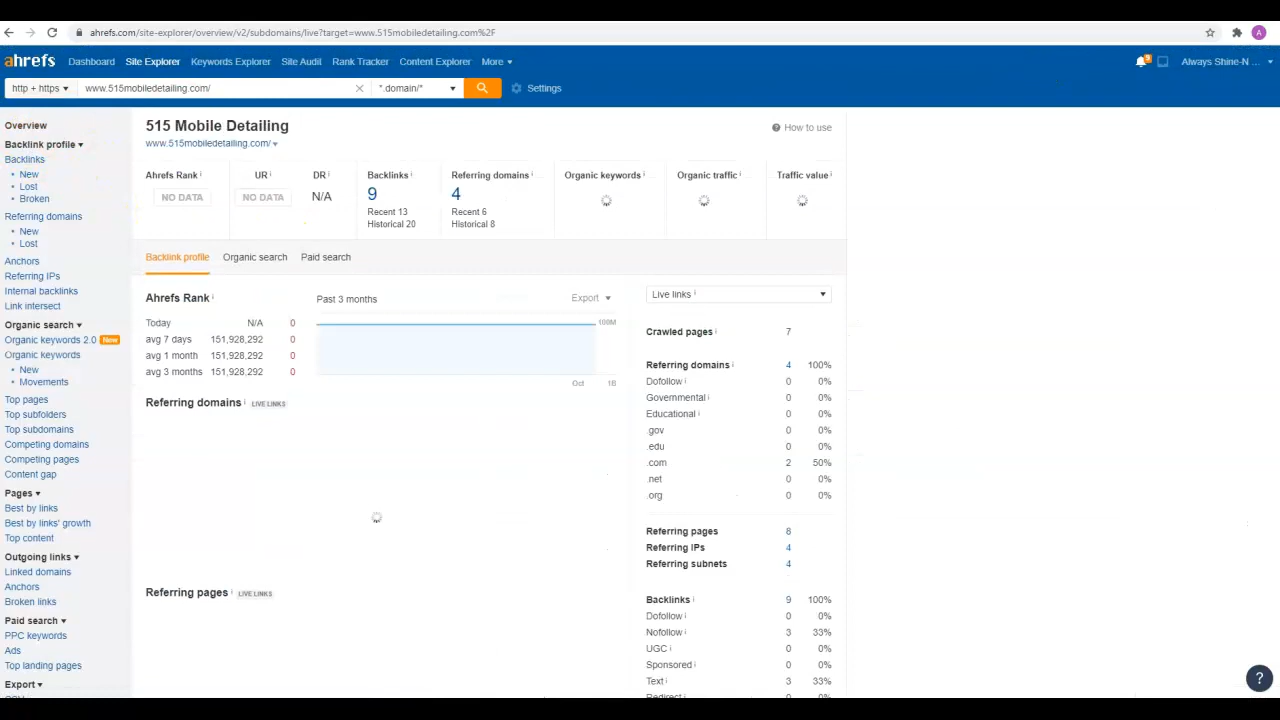 ahrefs.com/site-explorer/overview/v2/subdomains/live?target=www.515mobiledetailing.com%2F
A
ahrefs Dashboard Site Explorer Keywords Explorer Site Audit Rank Tracker Content Explorer More Always Shine-N ...
http + https www.515mobiledetailing.com/ *.domain/* Settings
Overview
Backlink profile
Backlinks
• New
• Lost
• Broken
Referring domains
• New
• Lost
Anchors
Referring IPs
Internal backlinks
Link intersect
Organic search
Organic keywords 2.0 New
Organic keywords
• New
• Movements
Top pages
Top subfolders
Top subdomains
Competing domains
Competing pages
Content gap
Pages
Best by links
Best by links' growth
Top content
Outgoing links
Linked domains
Anchors
Broken links
Paid search
PPC keywords
Ads
Top landing pages
Export
515 Mobile Detailing
How to use
www.515mobiledetailing.com/
Ahrefs Rank UR DR Backlinks Referring domains Organic keywords Organic traffic Traffic value
NO DATA NO DATA N/A 9 4
Recent 13 Recent 6
Historical 20 Historical 8
Backlink profile Organic search Paid search
Ahrefs Rank Past 3 months Export
Today N/A 0
avg 7 days 151,928,292 0
avg 1 month 151,928,292 0
avg 3 months 151,928,292 0
100M
Oct
Referring domains LIVE LINKS
Referring pages LIVE LINKS
Live links
Crawled pages 7
Referring domains 4 100%
Dofollow 0 0%
Governmental 0 0%
Educational 0 0%
.gov 0 0%
.edu 0 0%
.com 2 50%
.net 0 0%
.org 0 0%
Referring pages 8
Referring IPs 4
Referring subnets 4
Backlinks 9 100%
Dofollow 0 0%
Nofollow 3 33%
UGC 0 0%
Sponsored 0 0%
Text 3 33%
Redirect 0 0%
?